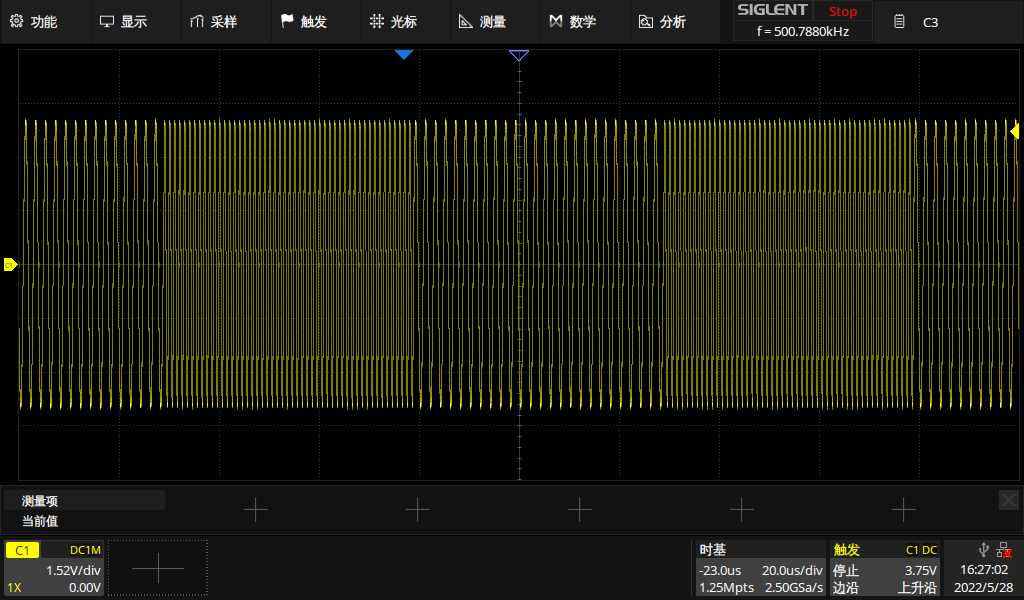 功能 显示 采样 触发 光标 测量 数学 分析 SIGLENT Stop C3
f = 500.7880kHz
C1
测量项
当前值
C1 DC1M 时基 触发 C1 DC
1.52V/div -23.0us 20.0us/div 停止 3.75V 16:27:02
1X 0.00V 1.25Mpts 2.50GSa/s 边沿 上升沿 2022/5/28